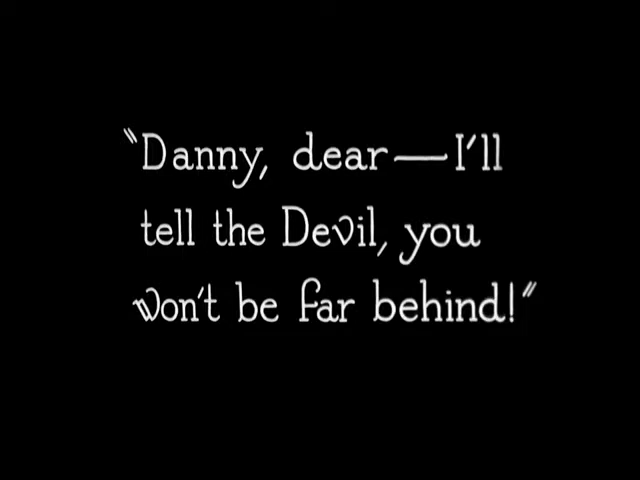 "Danny, dear—I'll
tell the Devil, you
won't be far behind!"